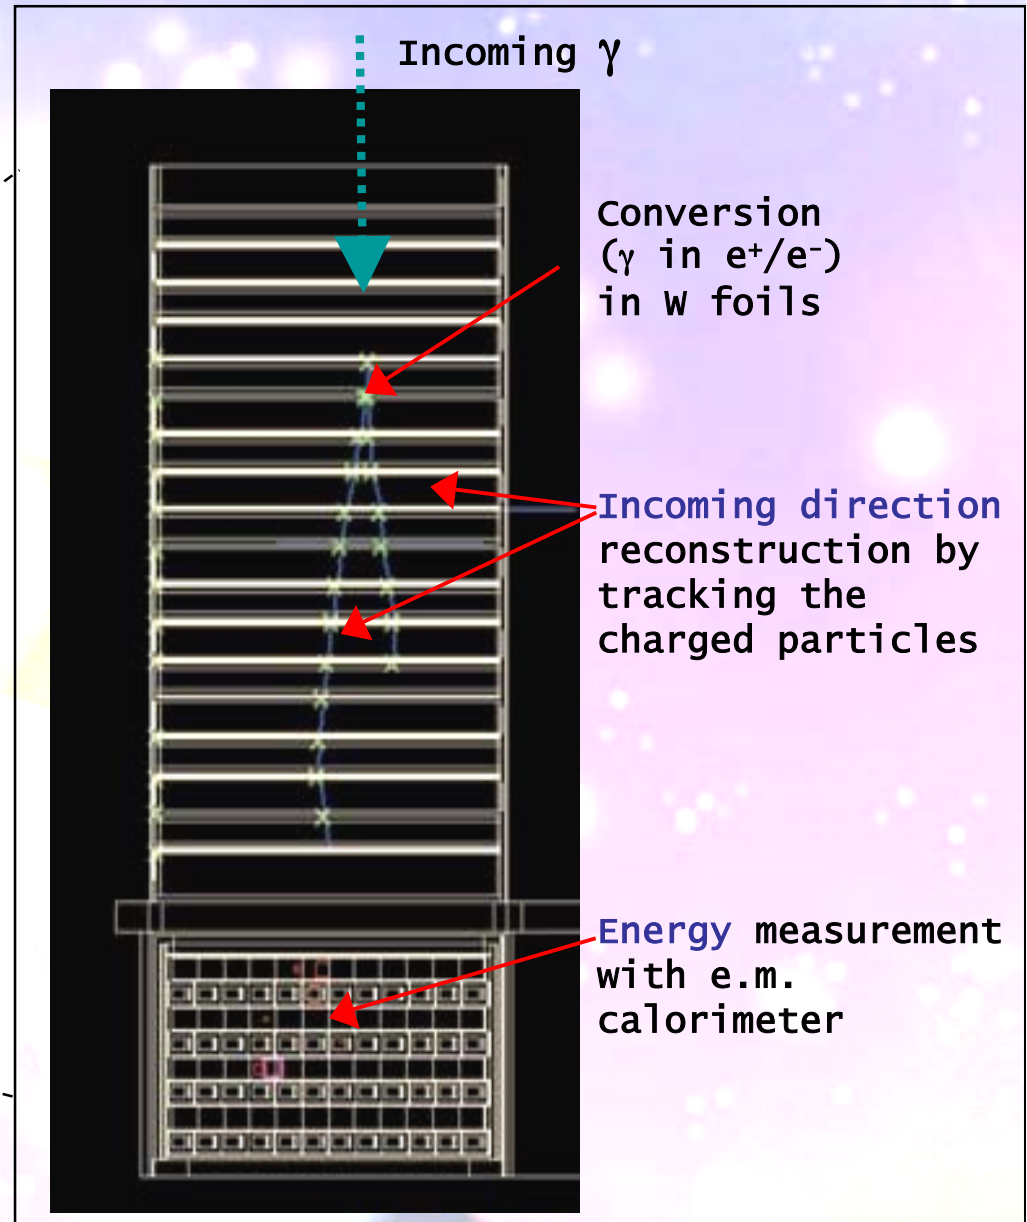 Incoming γ
Conversion
(γ in e⁺/e⁻)
in W foils
Incoming direction
reconstruction by
tracking the
charged particles
Energy measurement
with e.m.
calorimeter